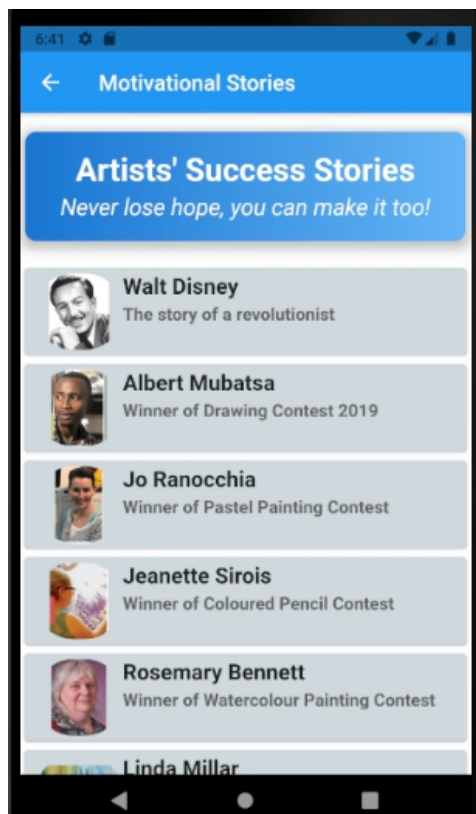 6:41
Motivational Stories
Artists' Success Stories
Never lose hope, you can make it too!
Walt Disney
The story of a revolutionist
Albert Mubatsa
Winner of Drawing Contest 2019
Jo Ranocchia
Winner of Pastel Painting Contest
Jeanette Sirois
Winner of Coloured Pencil Contest
Rosemary Bennett
Winner of Watercolour Painting Contest
Linda Millar